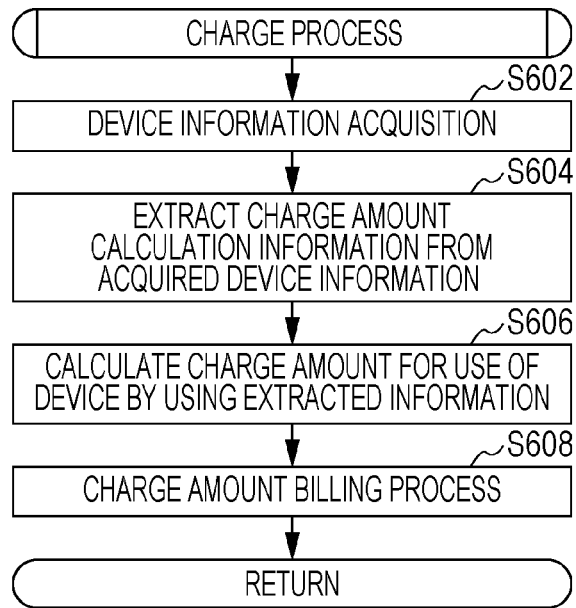 CHARGE PROCESS
S602
DEVICE INFORMATION ACQUISITION
S604
EXTRACT CHARGE AMOUNT
CALCULATION INFORMATION FROM
ACQUIRED DEVICE INFORMATION
S606
CALCULATE CHARGE AMOUNT FOR USE OF
DEVICE BY USING EXTRACTED INFORMATION
S608
CHARGE AMOUNT BILLING PROCESS
RETURN